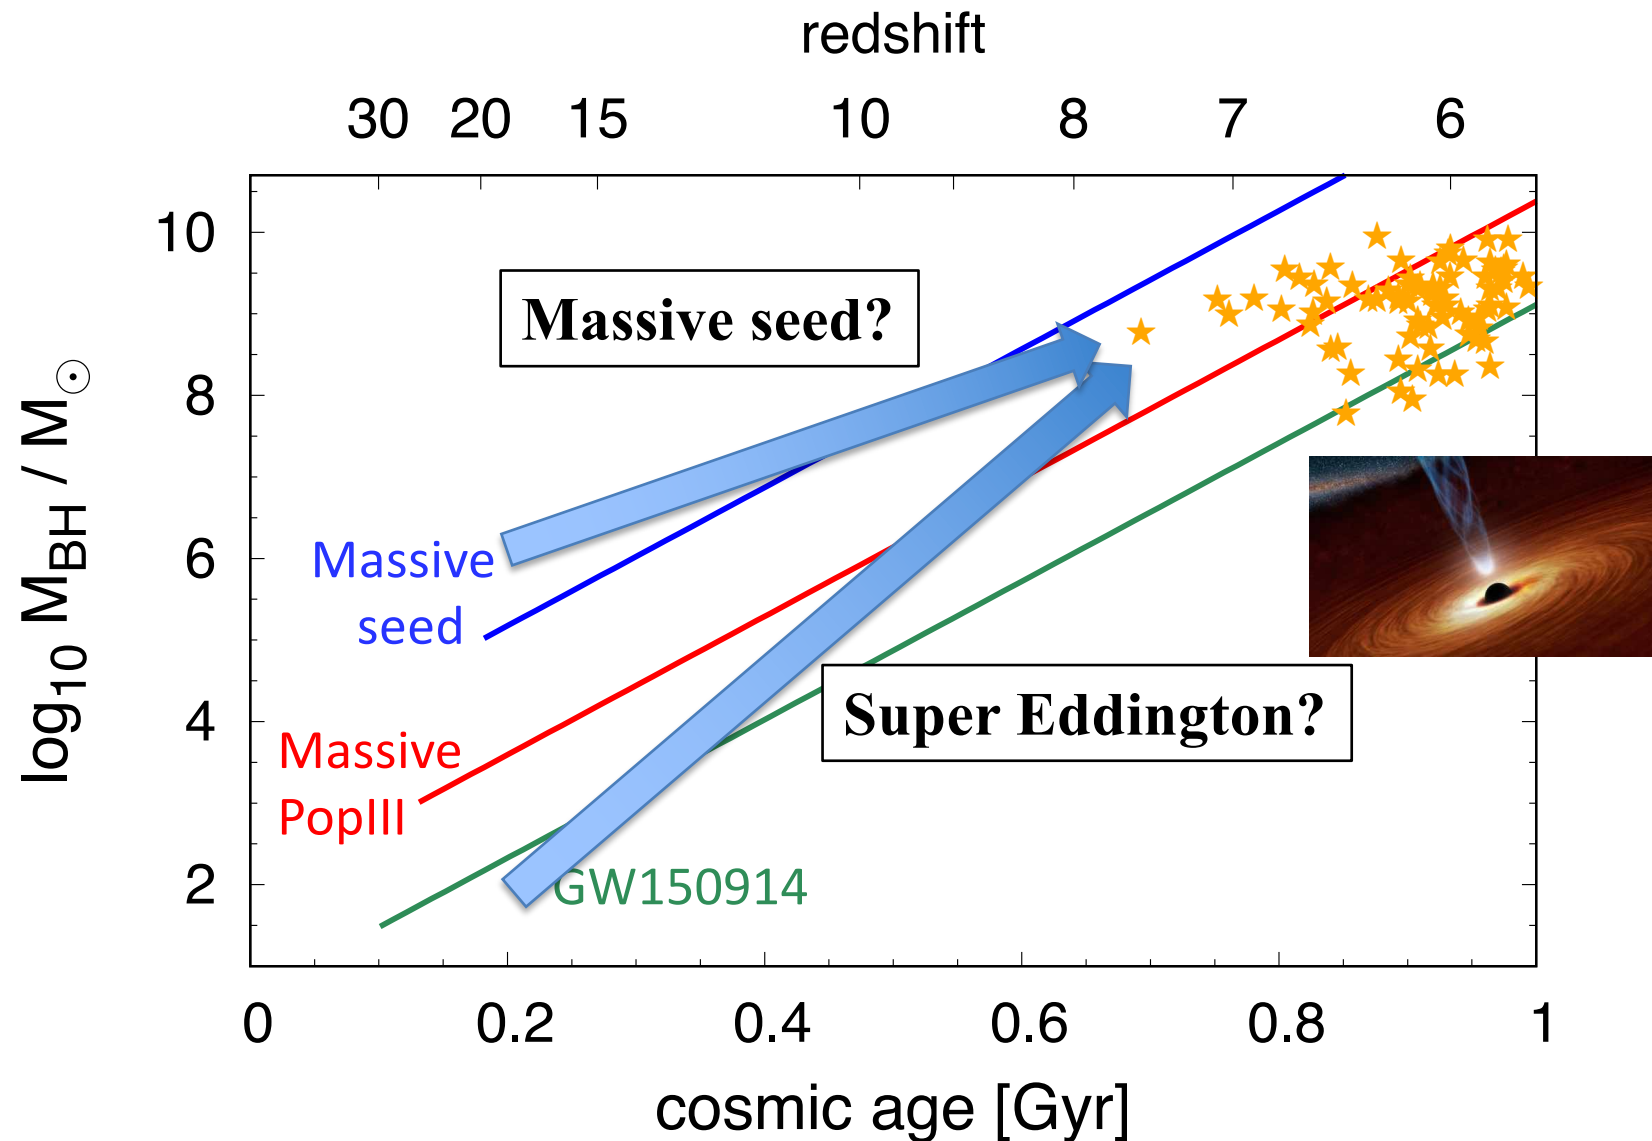 redshift
30 20 15 10 8 7 6
log₁₀ M_BH / M☉
10
8
6
4
2
Massive seed?
Massive
seed
Massive
PopIII
Super Eddington?
GW150914
0 0.2 0.4 0.6 0.8 1
cosmic age [Gyr]